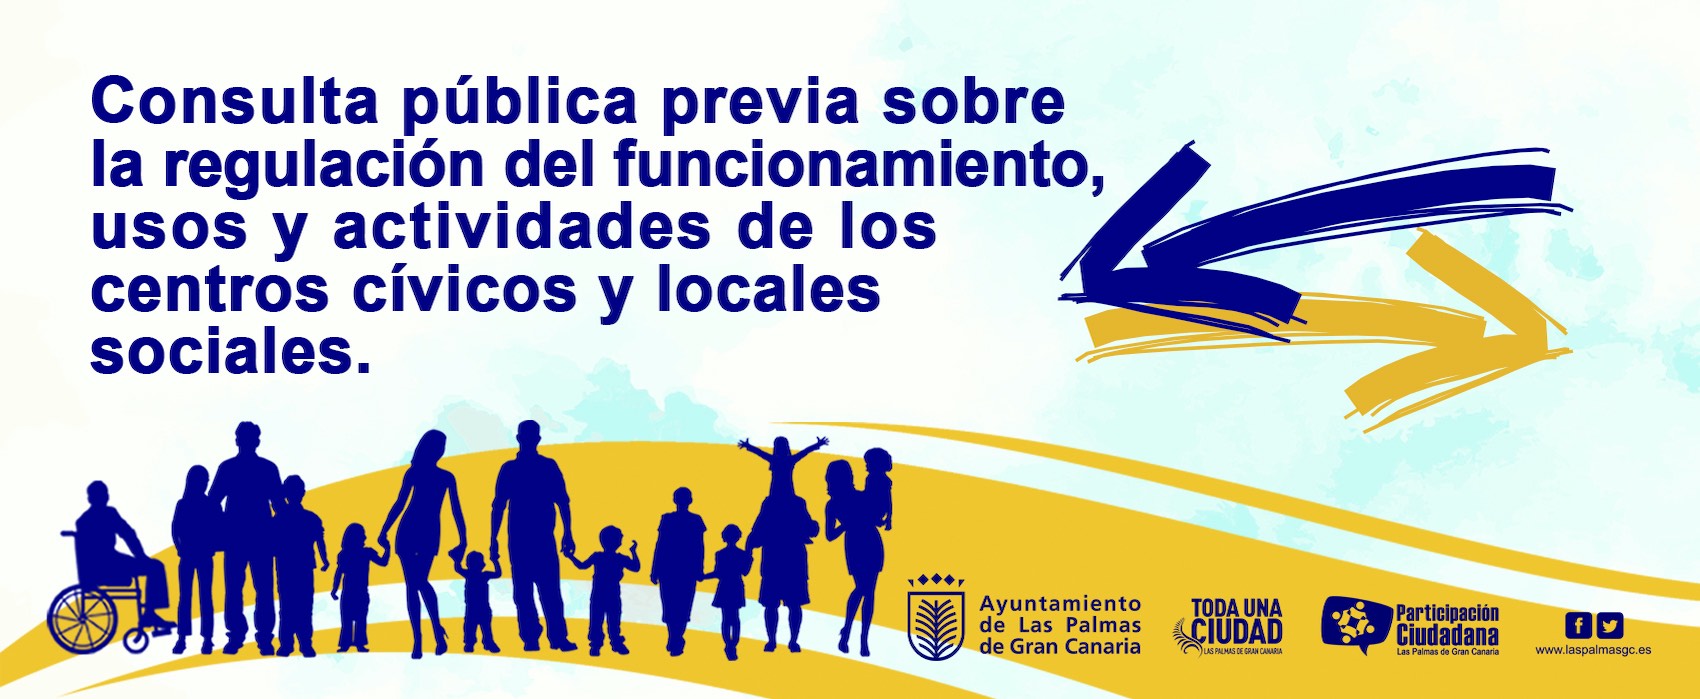 Consulta pública previa sobre
la regulación del funcionamiento,
usos y actividades de los
centros cívicos y locales
sociales.
Ayuntamiento
de Las Palmas
de Gran Canaria
TODA UNA
CIUDAD
LAS PALMAS DE GRAN CANARIA
Participación
Ciudadana
Las Palmas de Gran Canaria
www.laspalmasgc.es